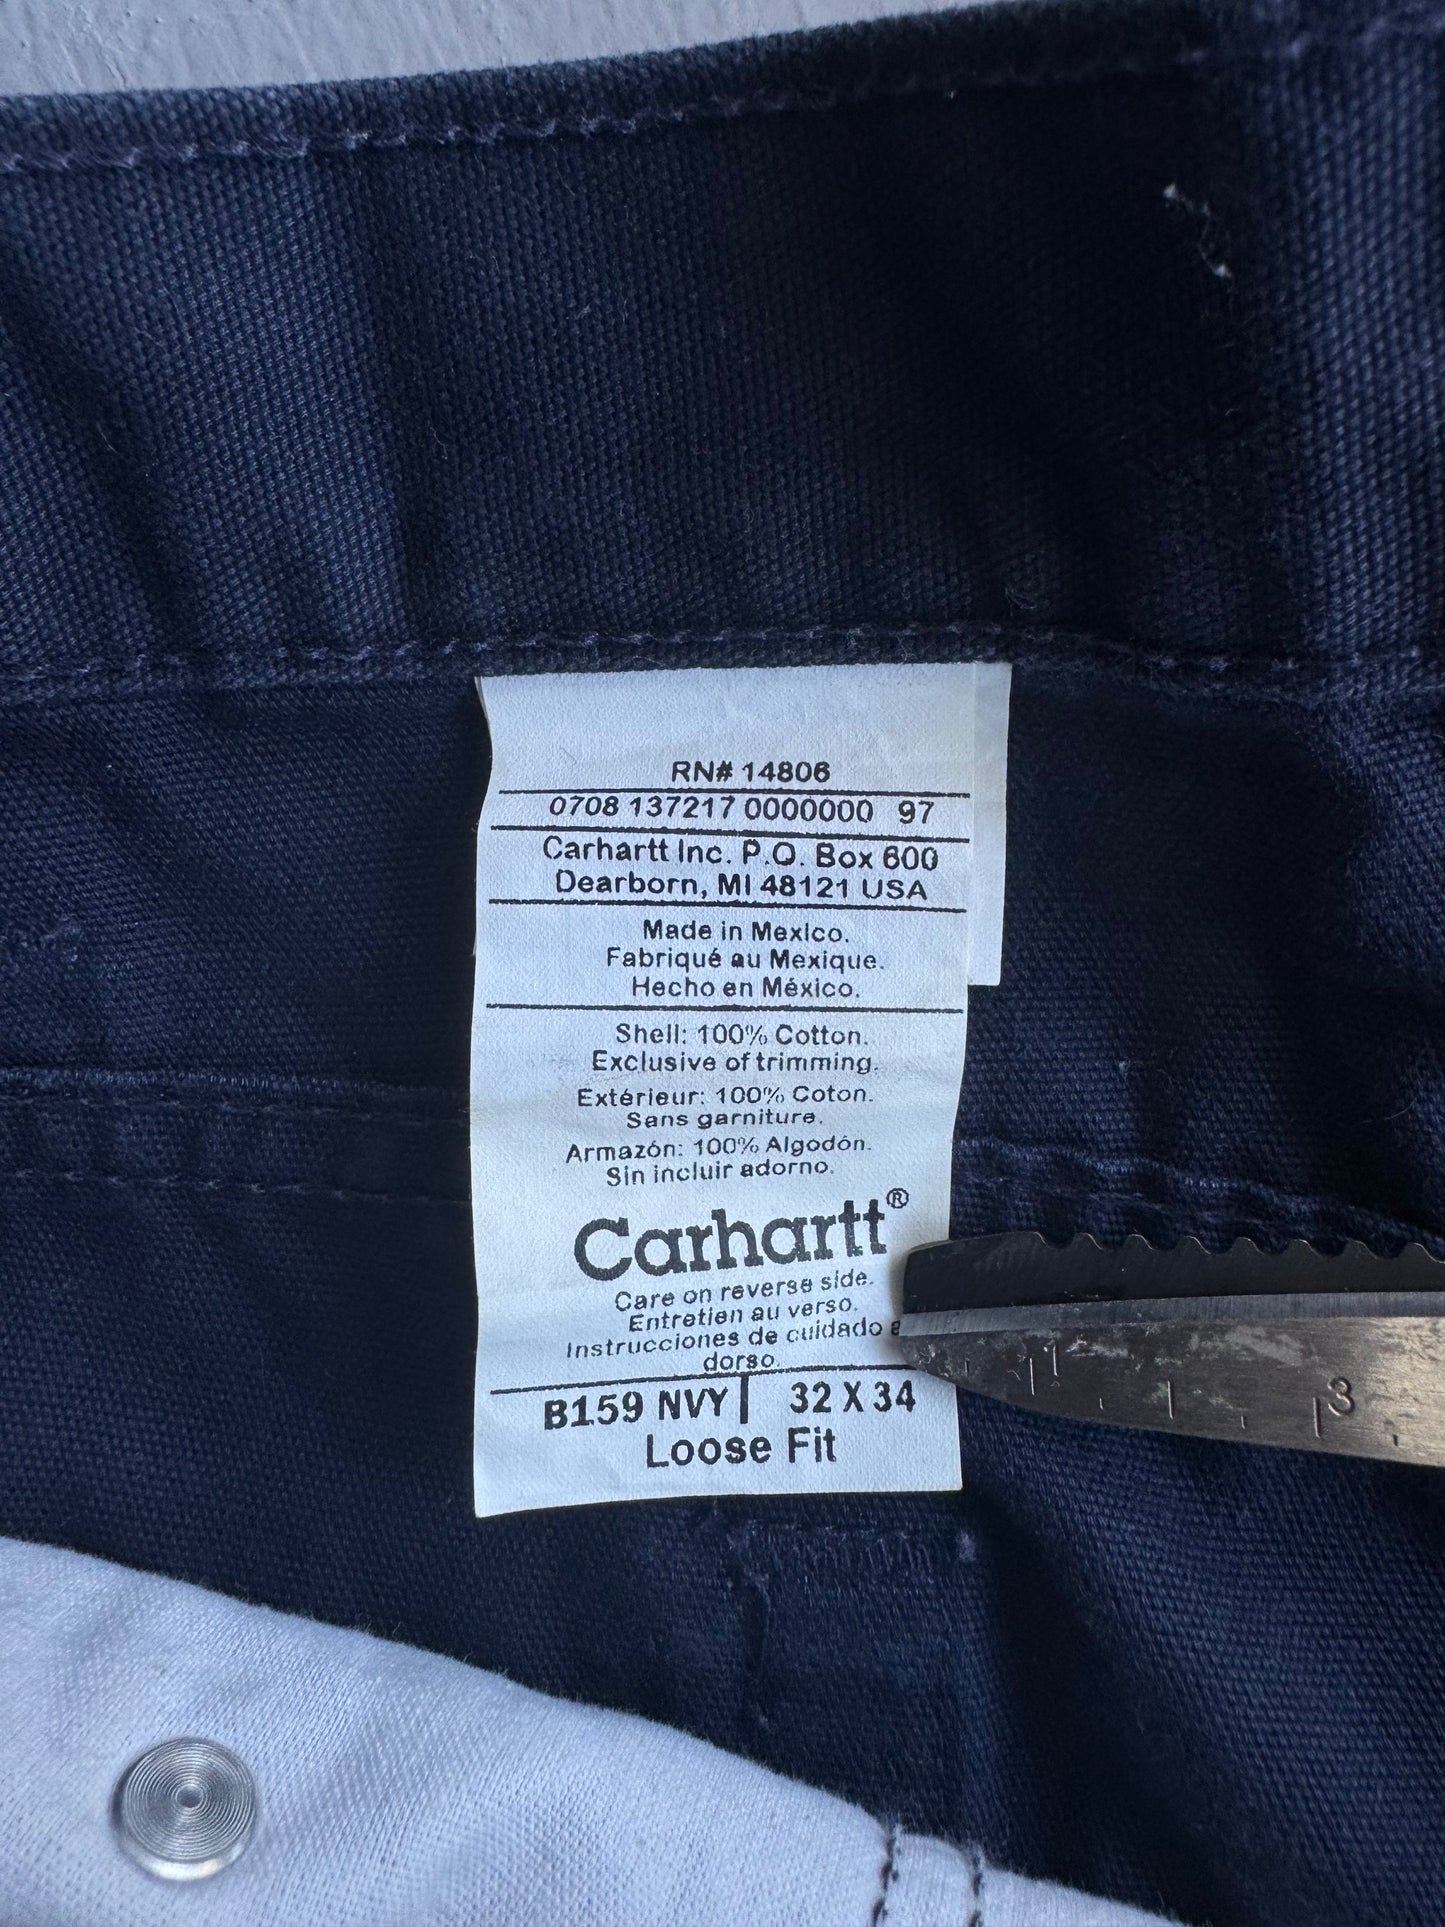 RN# 14806
0708 137217 0000000 97
Carhartt Inc. P.O. Box 600
Dearborn, MI 48121 USA
Made in Mexico.
Fabriqué au Mexique.
Hecho en México.
Shell: 100% Cotton.
Exclusive of trimming.
Extérieur: 100% Coton.
Sans garniture.
Armazón: 100% Algodón.
Sin incluir adorno.
Carhartt®
Care on reverse side.
Entretien au verso.
Instrucciones de cuidado
dorso.
B159 NVY | 32 X 34
Loose Fit
1 3